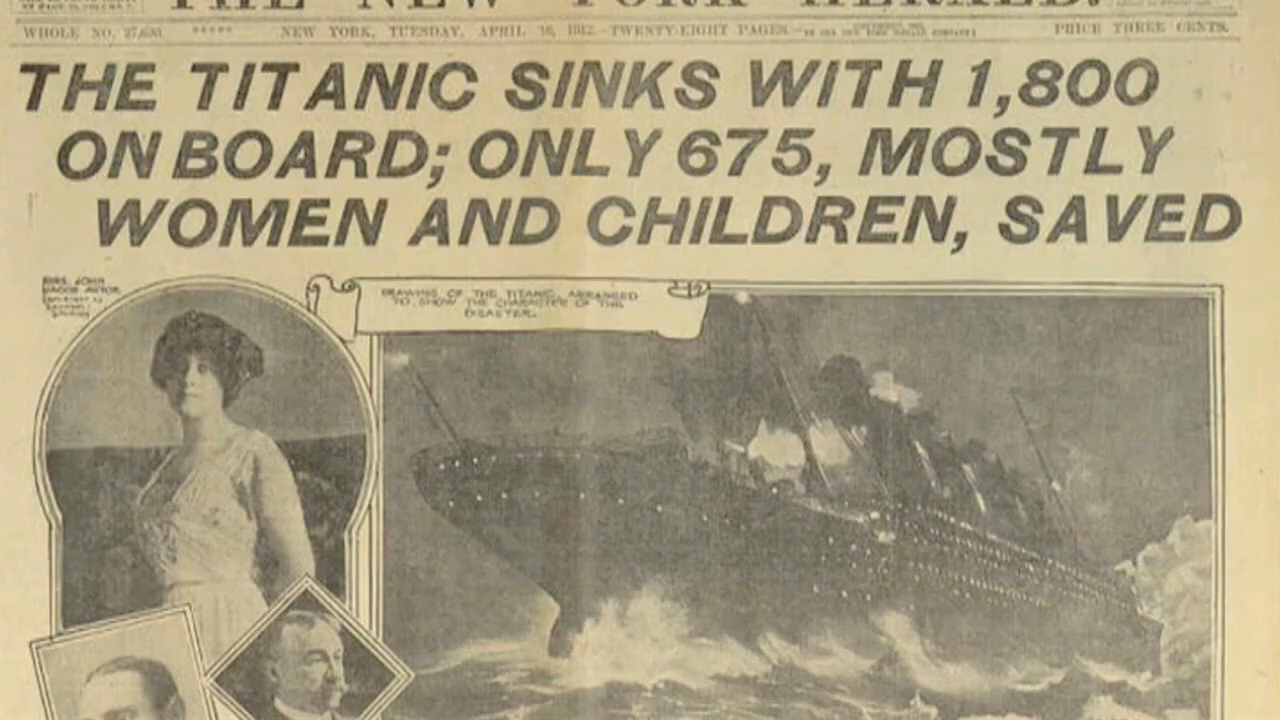 THE NEW YORK HERALD.
WHOLE NO. 27,630. ***** NEW YORK, TUESDAY, APRIL 16, 1912.—TWENTY-EIGHT PAGES.— PRICE THREE CENTS.
THE TITANIC SINKS WITH 1,800
ON BOARD; ONLY 675, MOSTLY
WOMEN AND CHILDREN, SAVED
MRS. JOHN
JACOB ASTOR
DRAWING OF THE TITANIC, ARRANGED
TO SHOW THE CHARACTER OF THE
DISASTER.